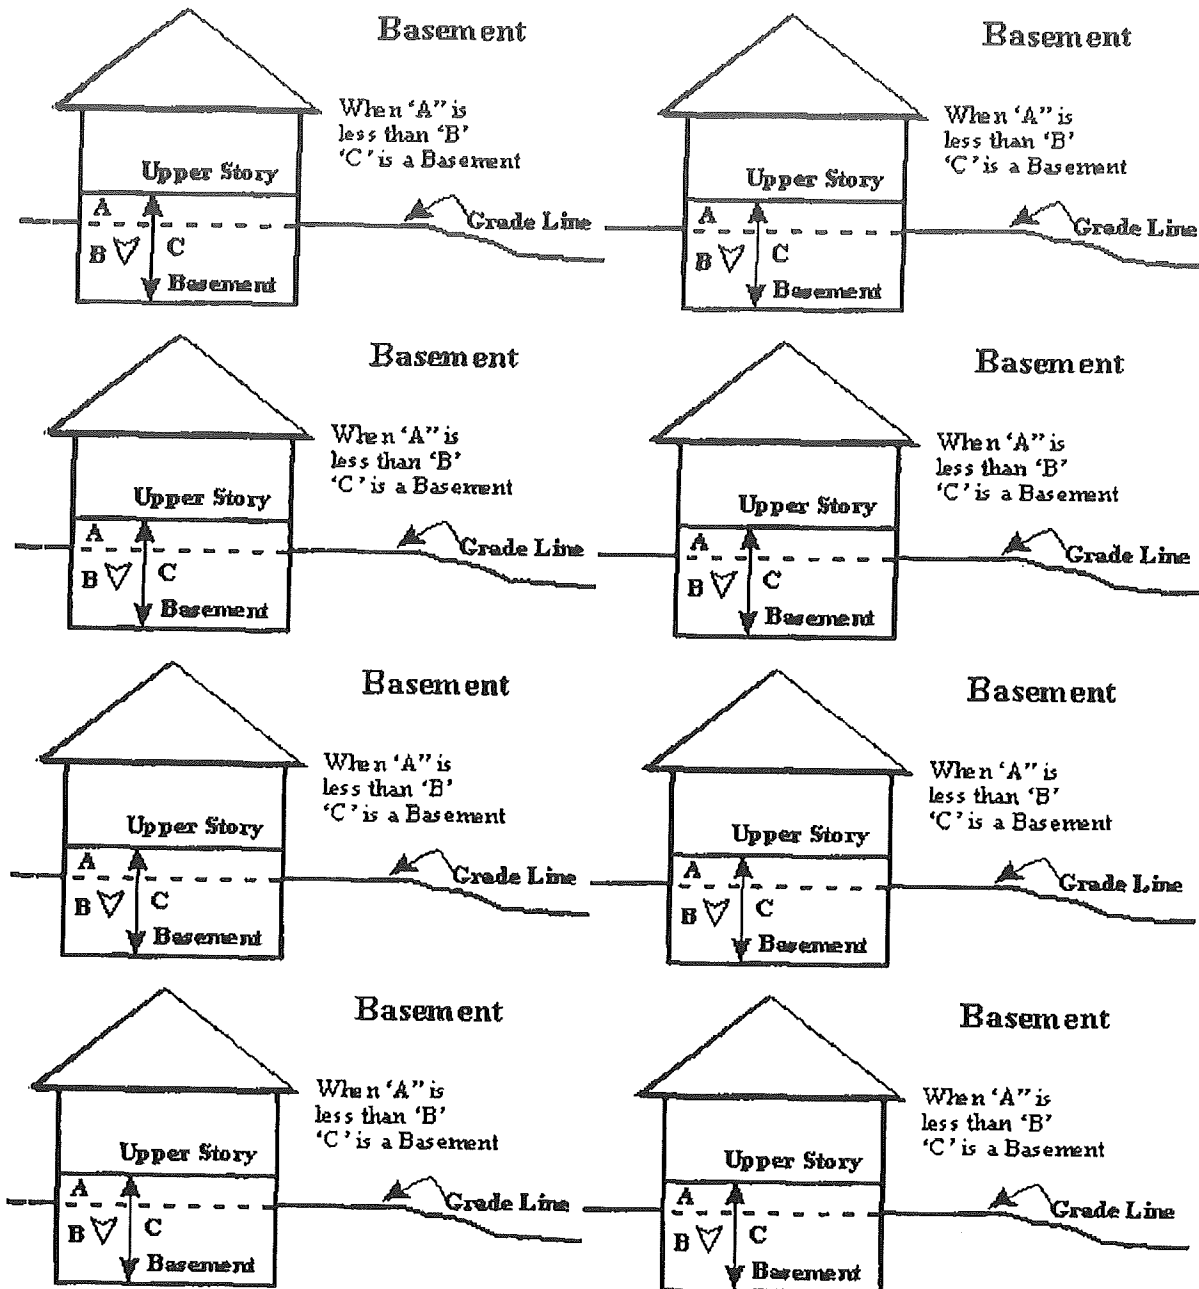 Basement
When ‘A” is
less than ‘B’
‘C’ is a Basement
Upper Story
A
Grade Line
B
C
Basement
Basement
When ‘A” is
less than ‘B’
‘C’ is a Basement
Upper Story
A
Grade Line
B
C
Basement
Basement
When ‘A” is
less than ‘B’
‘C’ is a Basement
Upper Story
A
Grade Line
B
C
Basement
Basement
When ‘A” is
less than ‘B’
‘C’ is a Basement
Upper Story
A
Grade Line
B
C
Basement
Basement
When ‘A” is
less than ‘B’
‘C’ is a Basement
Upper Story
A
Grade Line
B
C
Basement
Basement
When ‘A” is
less than ‘B’
‘C’ is a Basement
Upper Story
A
Grade Line
B
C
Basement
Basement
When ‘A” is
less than ‘B’
‘C’ is a Basement
Upper Story
A
Grade Line
B
C
Basement
Basement
When ‘A” is
less than ‘B’
‘C’ is a Basement
Upper Story
A
Grade Line
B
C
Basement